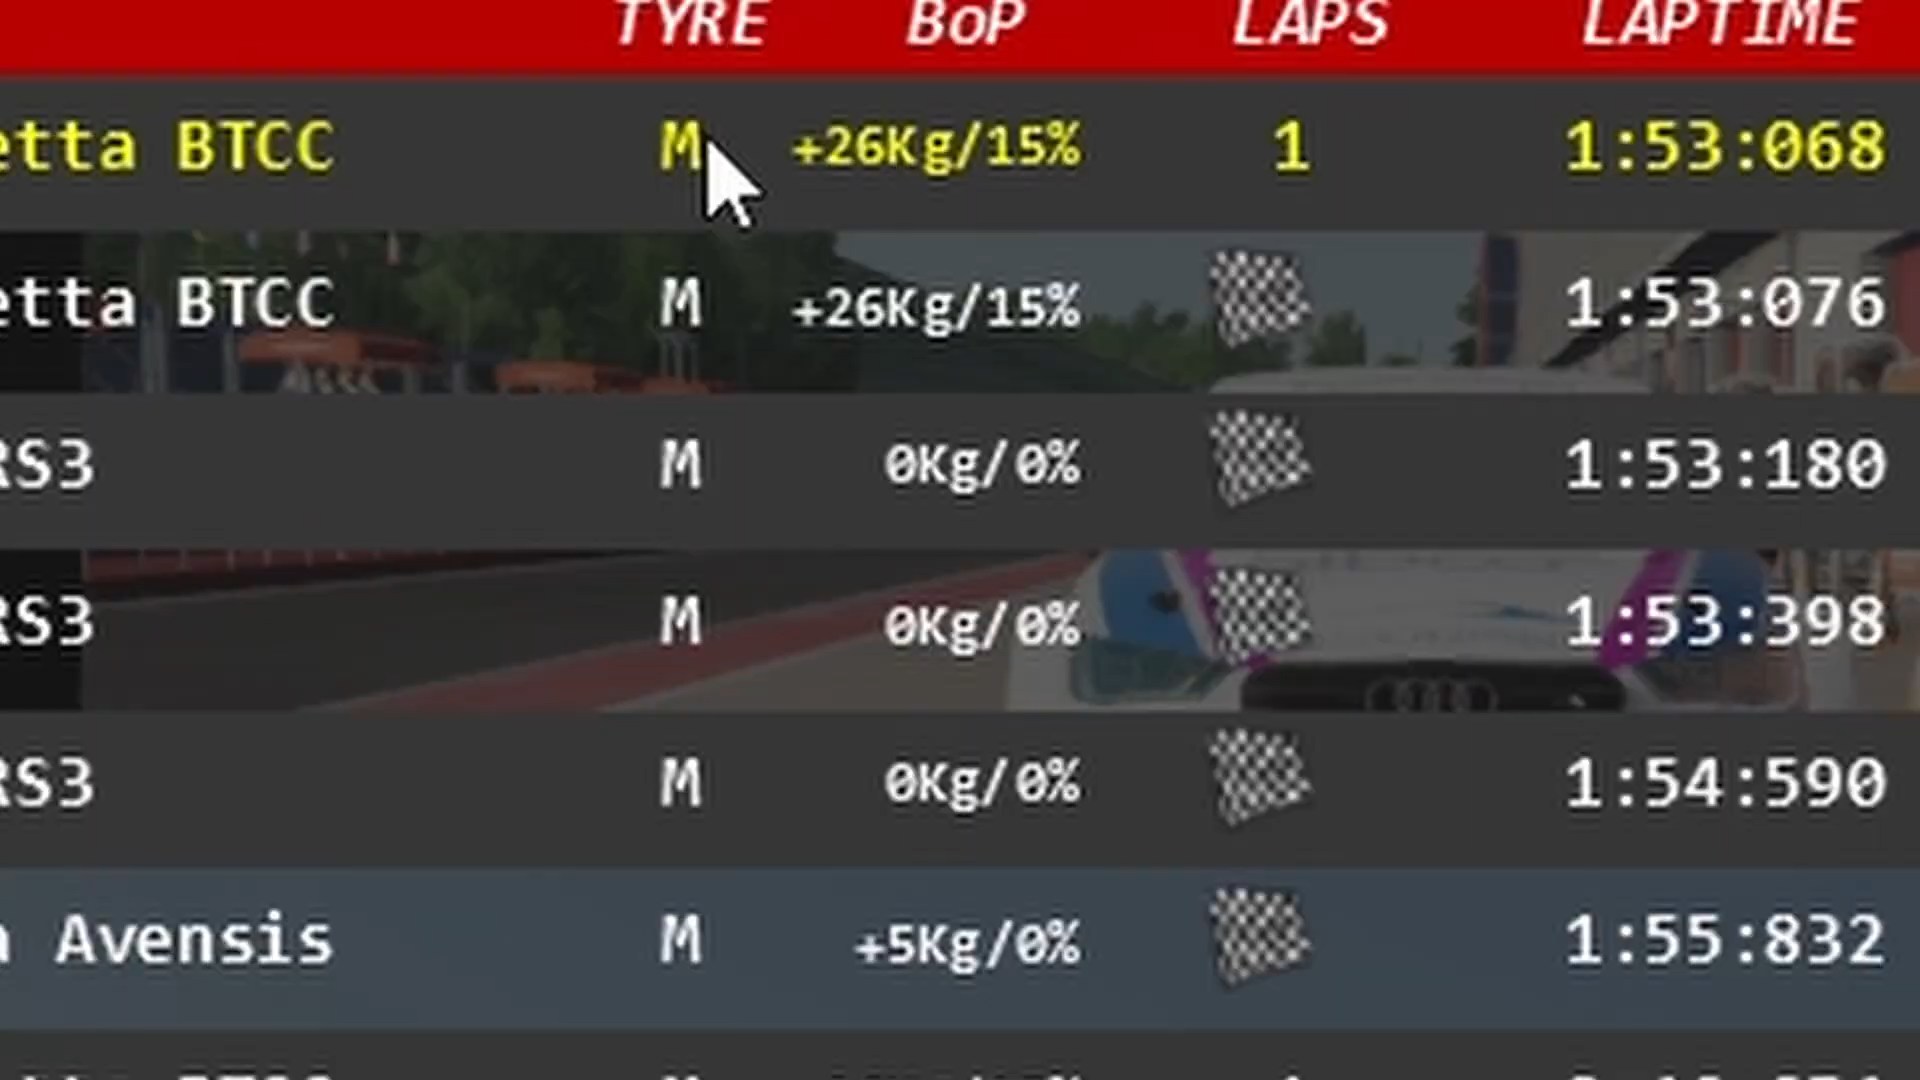 TYRE BoP LAPS LAPTIME
etta BTCC M +26Kg/15% 1 1:53:068
etta BTCC M +26Kg/15% 1:53:076
RS3 M 0Kg/0% 1:53:180
RS3 M 0Kg/0% 1:53:398
RS3 M 0Kg/0% 1:54:590
Avensis M +5Kg/0% 1:55:832